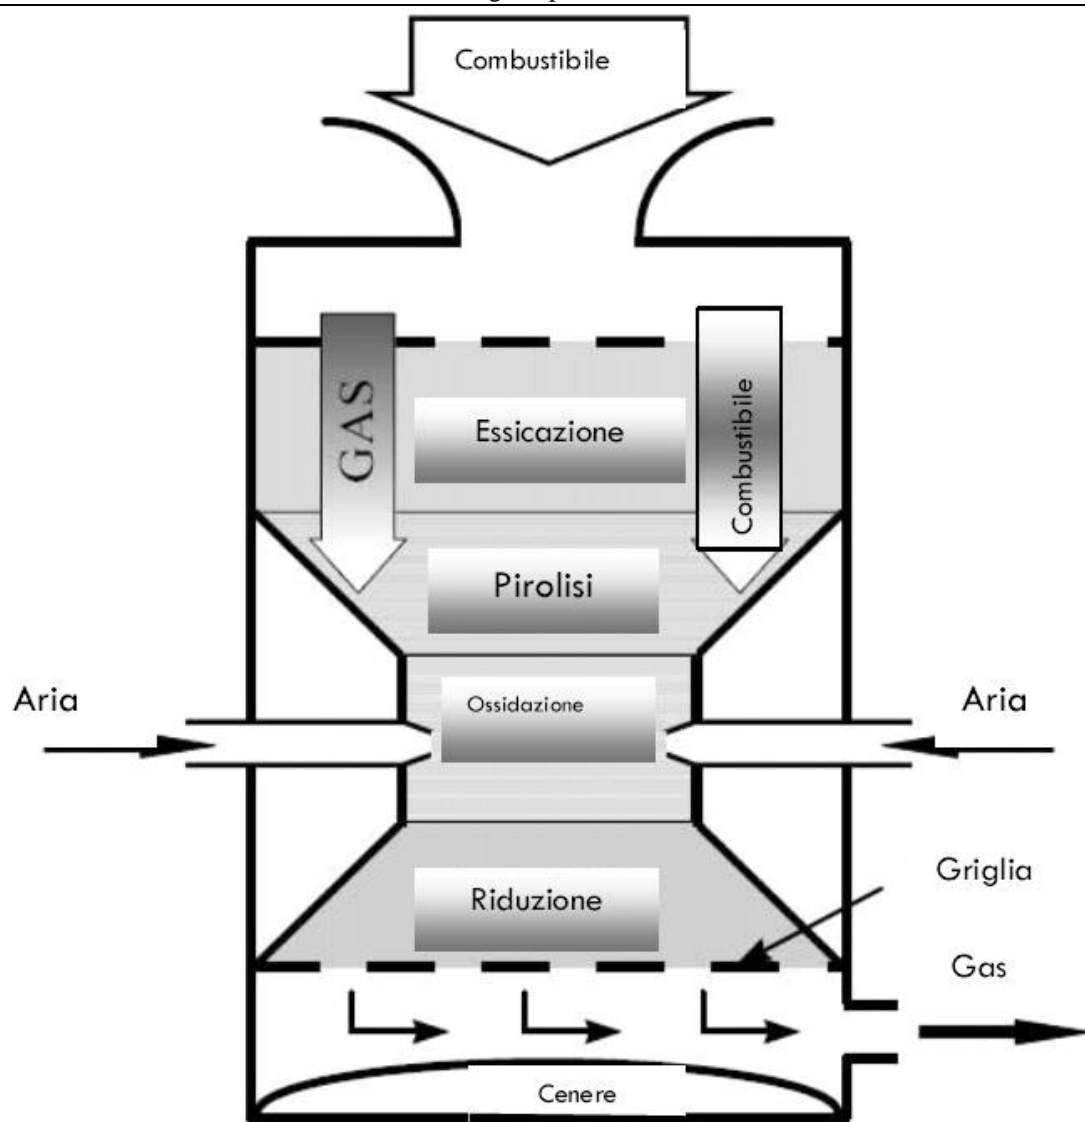 Combustibile
GAS
Combustibile
Essicazione
Pirolisi
Aria
Ossidazione
Aria
Griglia
Riduzione
Gas
Cenere